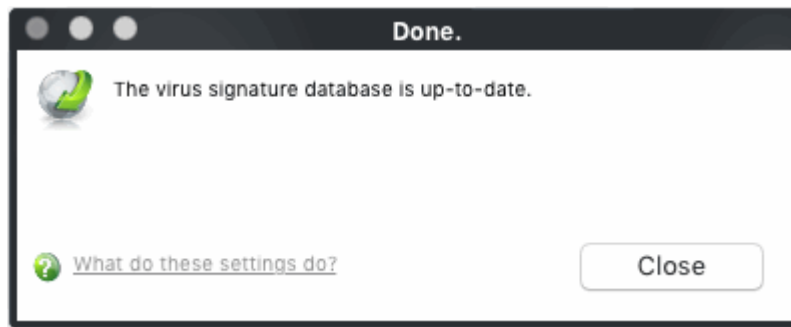 Done.
The virus signature database is up-to-date.
What do these settings do?
Close